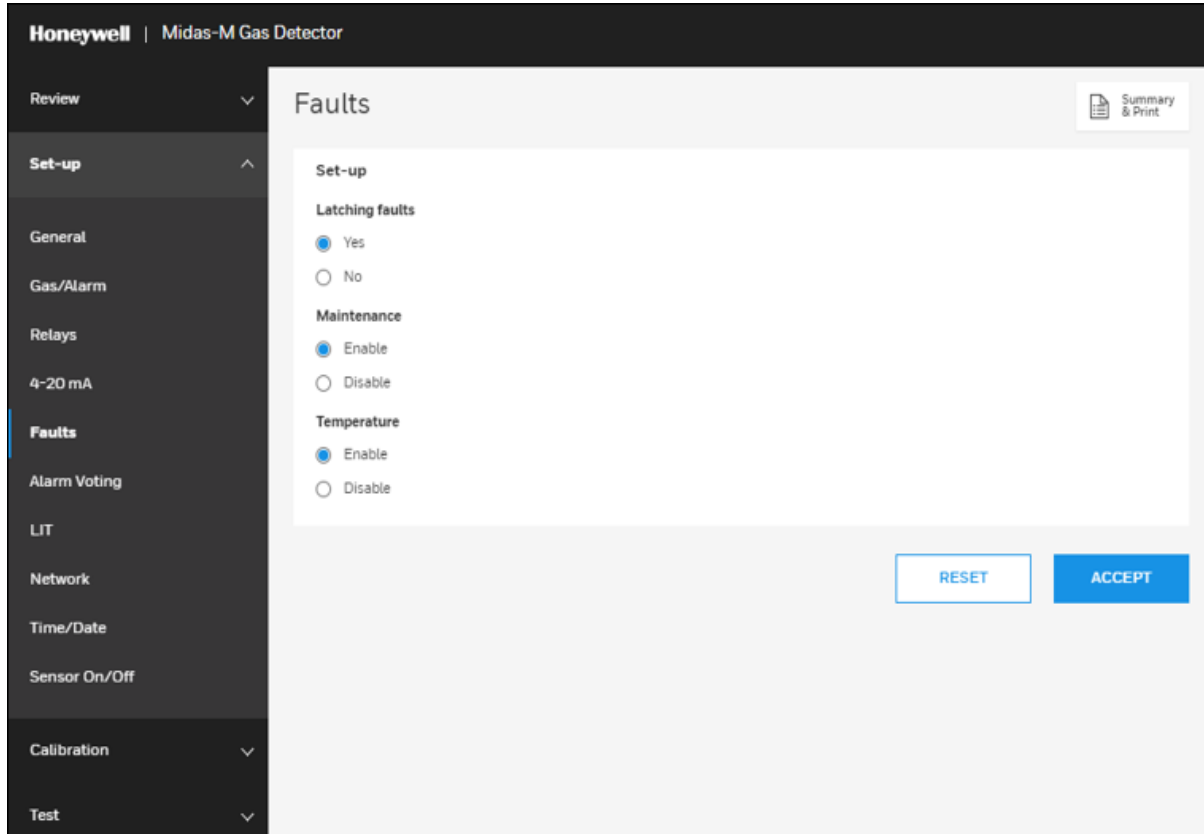 Honeywell | Midas-M Gas Detector
Review
Set-up
General
Gas/Alarm
Relays
4-20 mA
Faults
Alarm Voting
LIT
Network
Time/Date
Sensor On/Off
Calibration
Test
Faults
Summary
& Print
Set-up
Latching faults
Yes
No
Maintenance
Enable
Disable
Temperature
Enable
Disable
RESET
ACCEPT